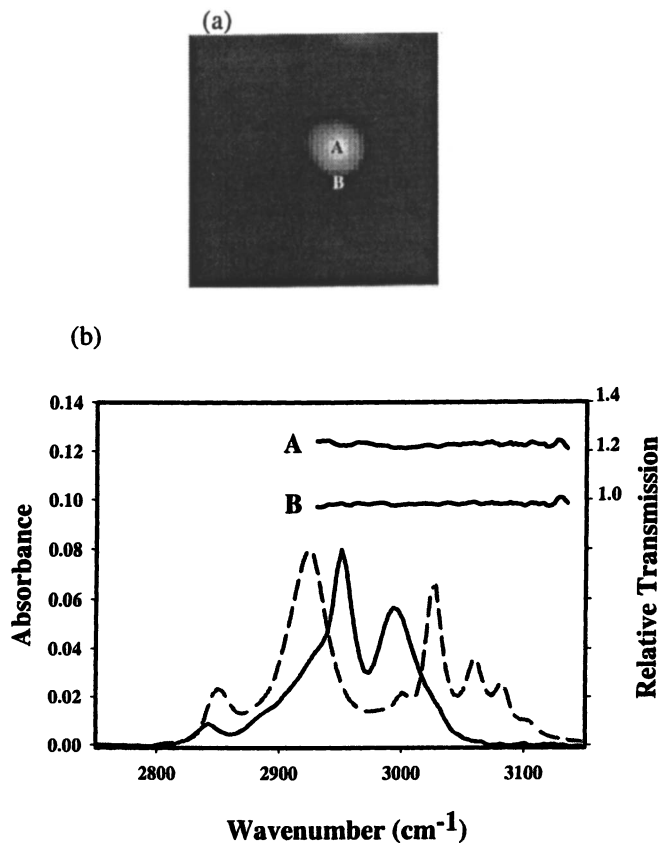 (a)
A
B
(b)
0.14
0.12
0.10
0.08
0.06
0.04
0.02
0.00
Absorbance
A
B
1.4
1.2
1.0
Relative Transmission
2800
2900
3000
3100
Wavenumber (cm-1)